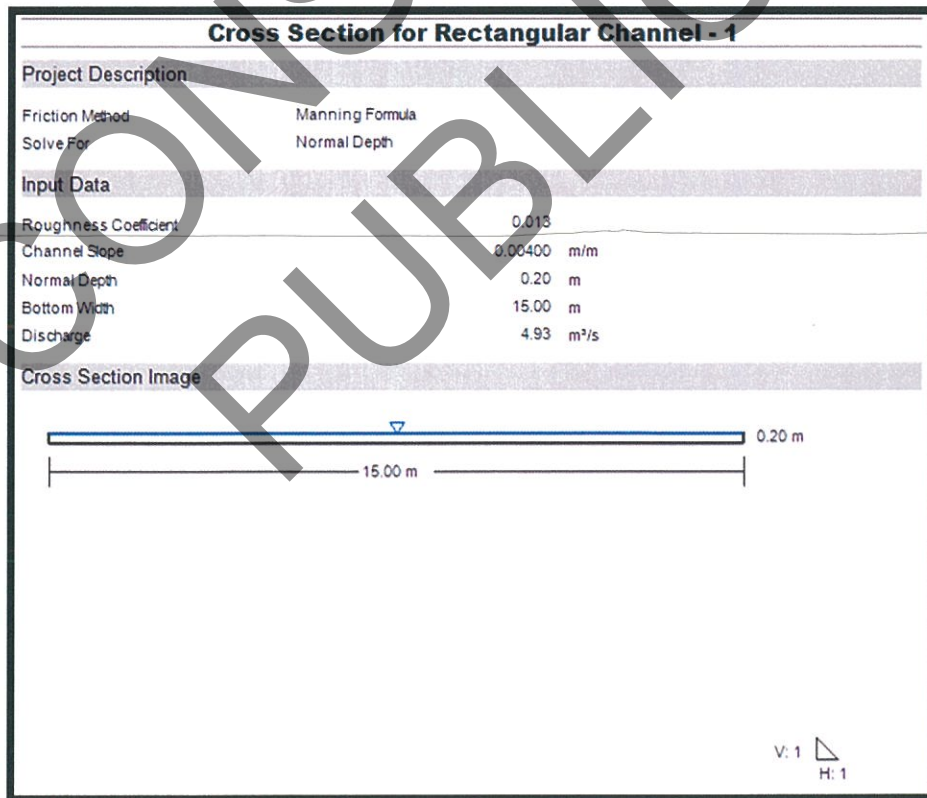 Cross Section for Rectangular Channel - 1
Project Description
Friction Method Manning Formula
Solve For Normal Depth
Input Data
Roughness Coefficient 0.013
Channel Slope 0.00400 m/m
Normal Depth 0.20 m
Bottom Width 15.00 m
Discharge 4.93 m³/s
Cross Section Image
0.20 m
15.00 m
V: 1
H: 1
CONS
PUBLIC